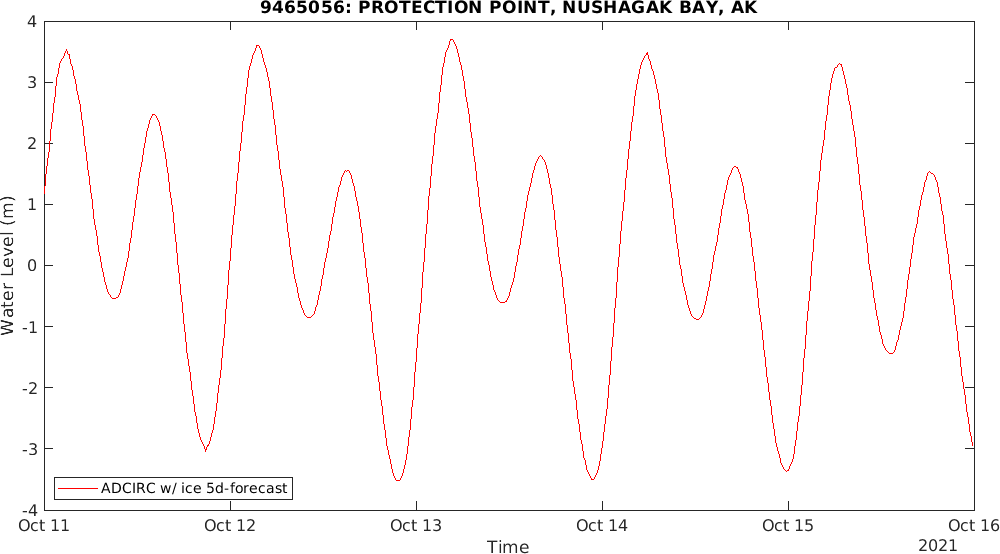 9465056: PROTECTION POINT, NUSHAGAK BAY, AK
4
3
2
1
0
-1
-2
-3
-4
Water Level (m)
ADCIRC w/ ice 5d-forecast
Oct 11 Oct 12 Oct 13 Oct 14 Oct 15 Oct 16
Time
2021